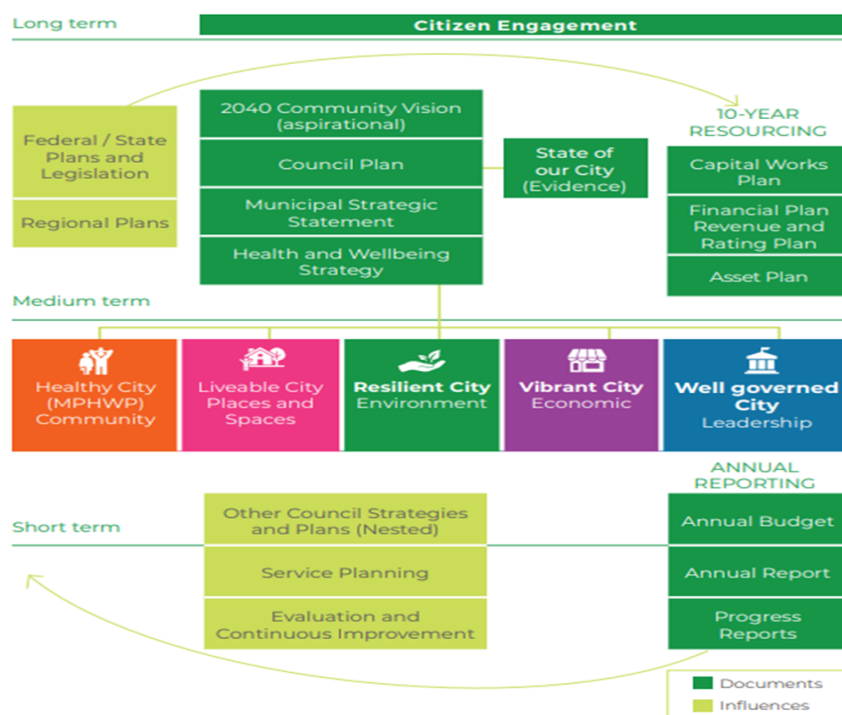 Long term
Citizen Engagement
Federal / State
Plans and
Legislation
Regional Plans
2040 Community Vision
(aspirational)
Council Plan
Municipal Strategic
Statement
Health and Wellbeing
Strategy
State of
our City
(Evidence)
10-YEAR
RESOURCING
Capital Works
Plan
Financial Plan
Revenue and
Rating Plan
Asset Plan
Medium term
Healthy City
(MPHWP)
Community
Liveable City
Places and
Spaces
Resilient City
Environment
Vibrant City
Economic
Well governed
City
Leadership
Short term
Other Council Strategies
and Plans (Nested)
Service Planning
Evaluation and
Continuous Improvement
ANNUAL
REPORTING
Annual Budget
Annual Report
Progress
Reports
Documents
Influences